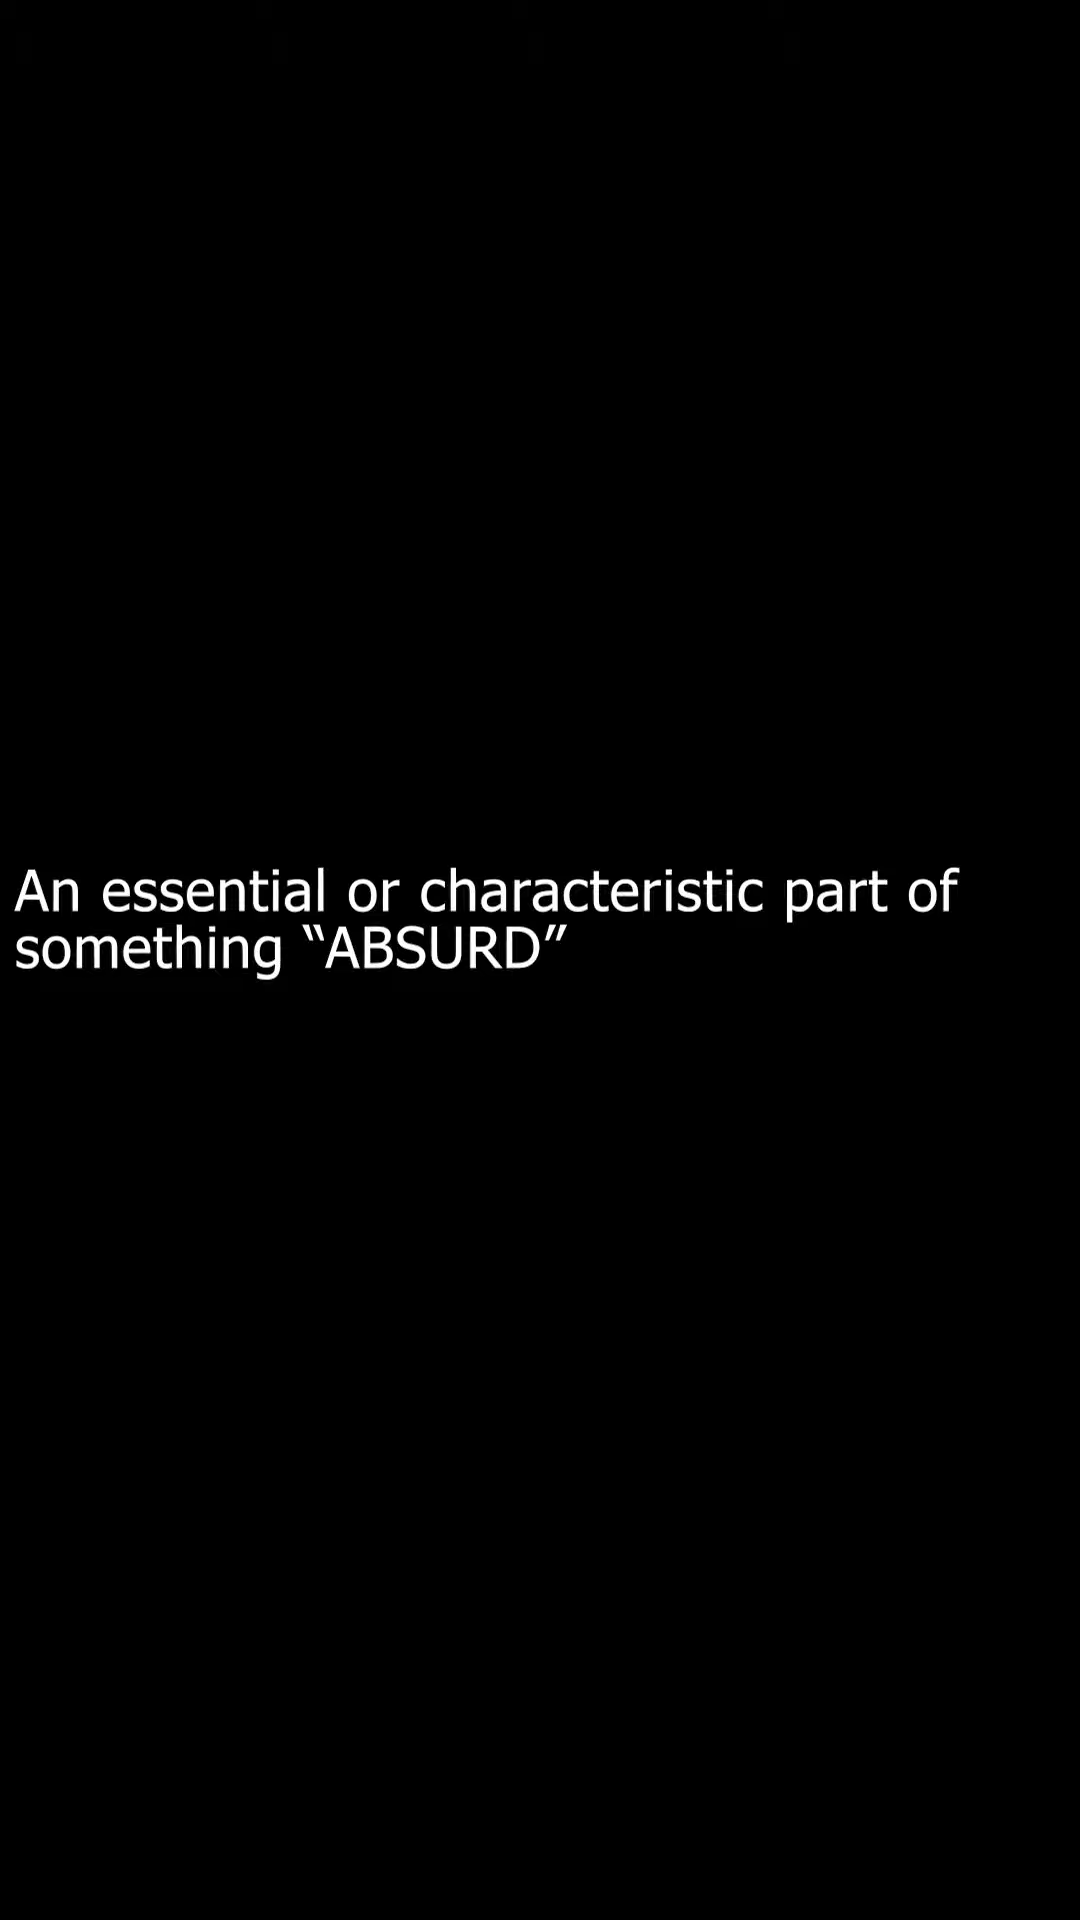 An essential or characteristic part of
something “ABSURD”